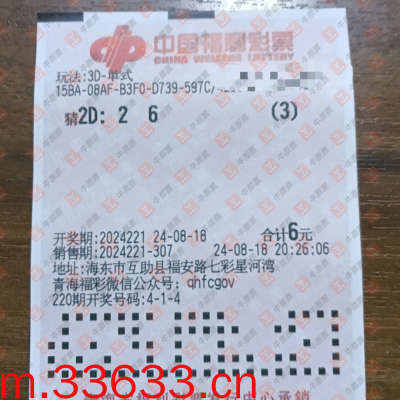 中国福利彩票
CHINA WELFARE LOTTERY
玩法:3D-单式
15BA-08AF-B3F0-D739-597C/
猜2D: 2 6 (3)
开奖期:2024221 24-08-18 合计6元
销售期:2024221-307 24-08-18 20:26:06
地址:海东市互助县福安路七彩星河湾
青海福彩微信公众号:qhfcgov
220期开奖号码:4-1-4
m.33633.cn